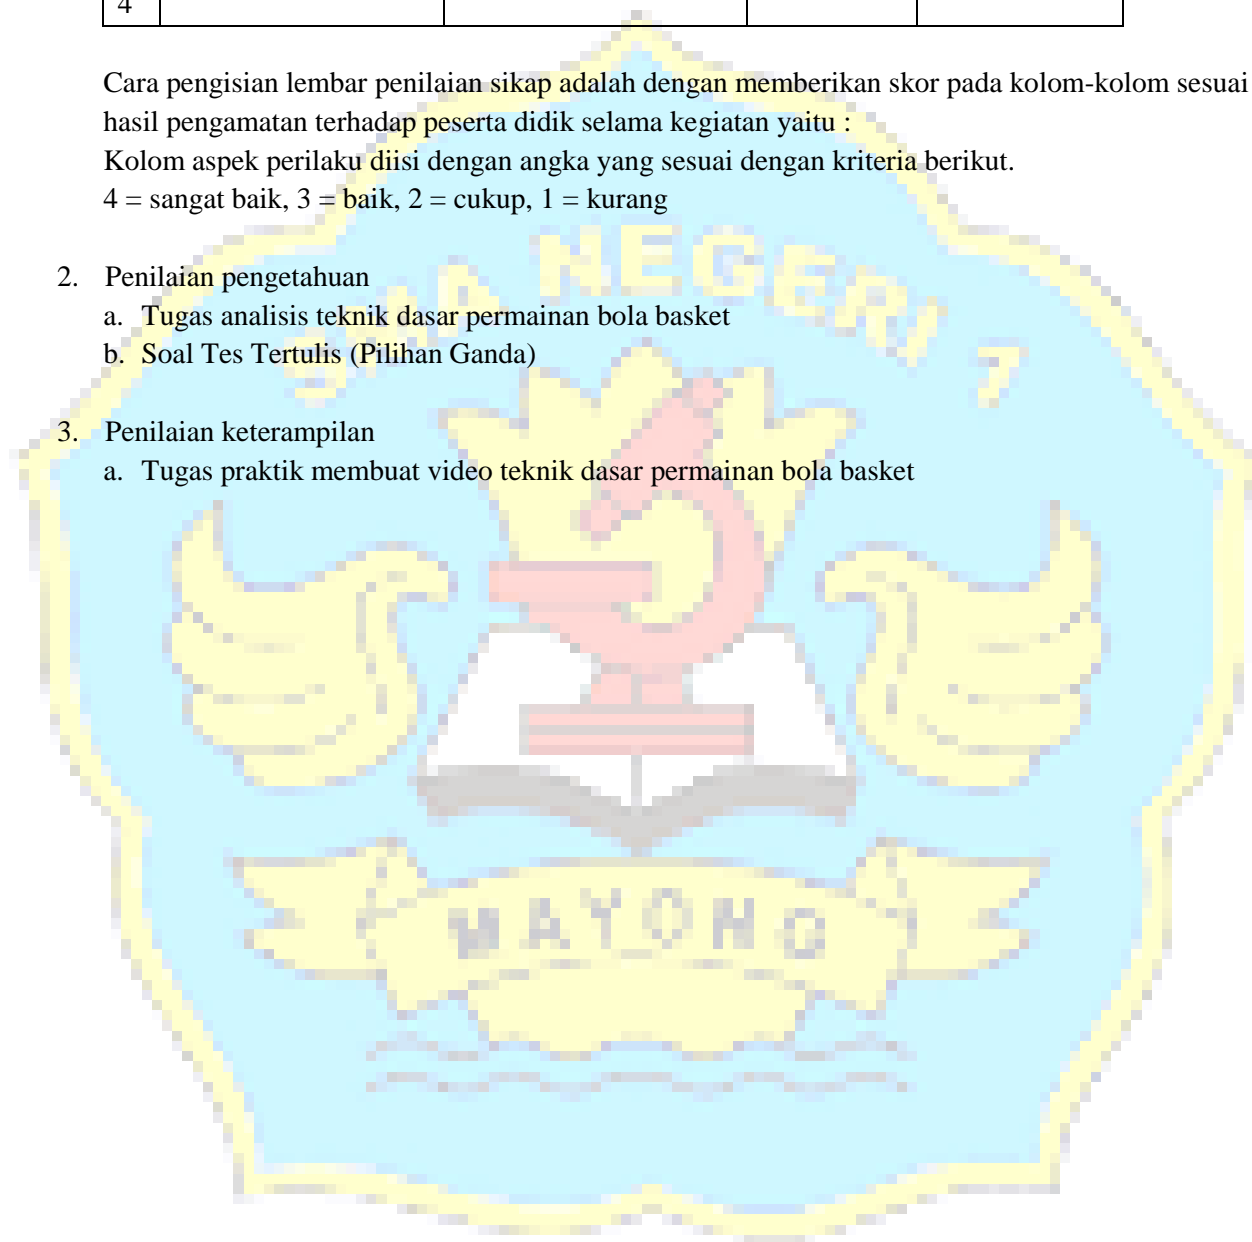 4
Cara pengisian lembar penilaian sikap adalah dengan memberikan skor pada kolom-kolom sesuai
hasil pengamatan terhadap peserta didik selama kegiatan yaitu :
Kolom aspek perilaku diisi dengan angka yang sesuai dengan kriteria berikut.
4 = sangat baik, 3 = baik, 2 = cukup, 1 = kurang
2. Penilaian pengetahuan
a. Tugas analisis teknik dasar permainan bola basket
b. Soal Tes Tertulis (Pilihan Ganda)
3. Penilaian keterampilan
a. Tugas praktik membuat video teknik dasar permainan bola basket
SMA NEGERI 1
MAYONG